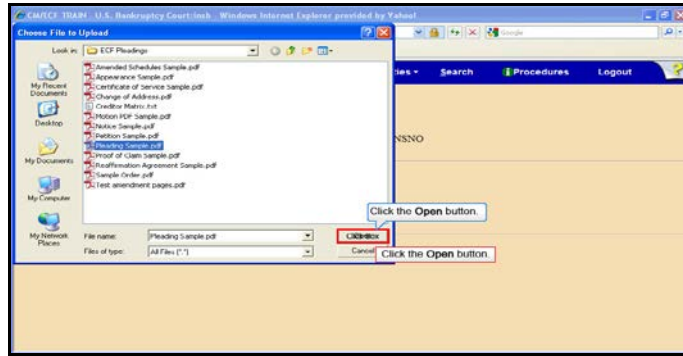 CM/ECF TRAIN - U.S. Bankruptcy Court:insb - Windows Internet Explorer provided by Yahoo!
Choose File to Upload
Google
Look in: ECF Pleadings
Utilities Search Procedures Logout
Amended Schedules Sample.pdf
Appearance Sample.pdf
Certificate of Service Sample.pdf
Change of Address.pdf
Creditor Matrix.txt
Motion PDF Sample.pdf
Notice Sample.pdf
Petition Sample.pdf
Pleading Sample.pdf
Proof of Claim Sample.pdf
Reaffirmation Agreement Sample.pdf
Sample Order.pdf
Test amendment pages.pdf
My Recent Documents
Desktop
My Documents
My Computer
My Network Places
NSNO
Click the Open button.
File name: Pleading Sample.pdf
Files of type: All Files (*.*) Cancel
Click the Open button.